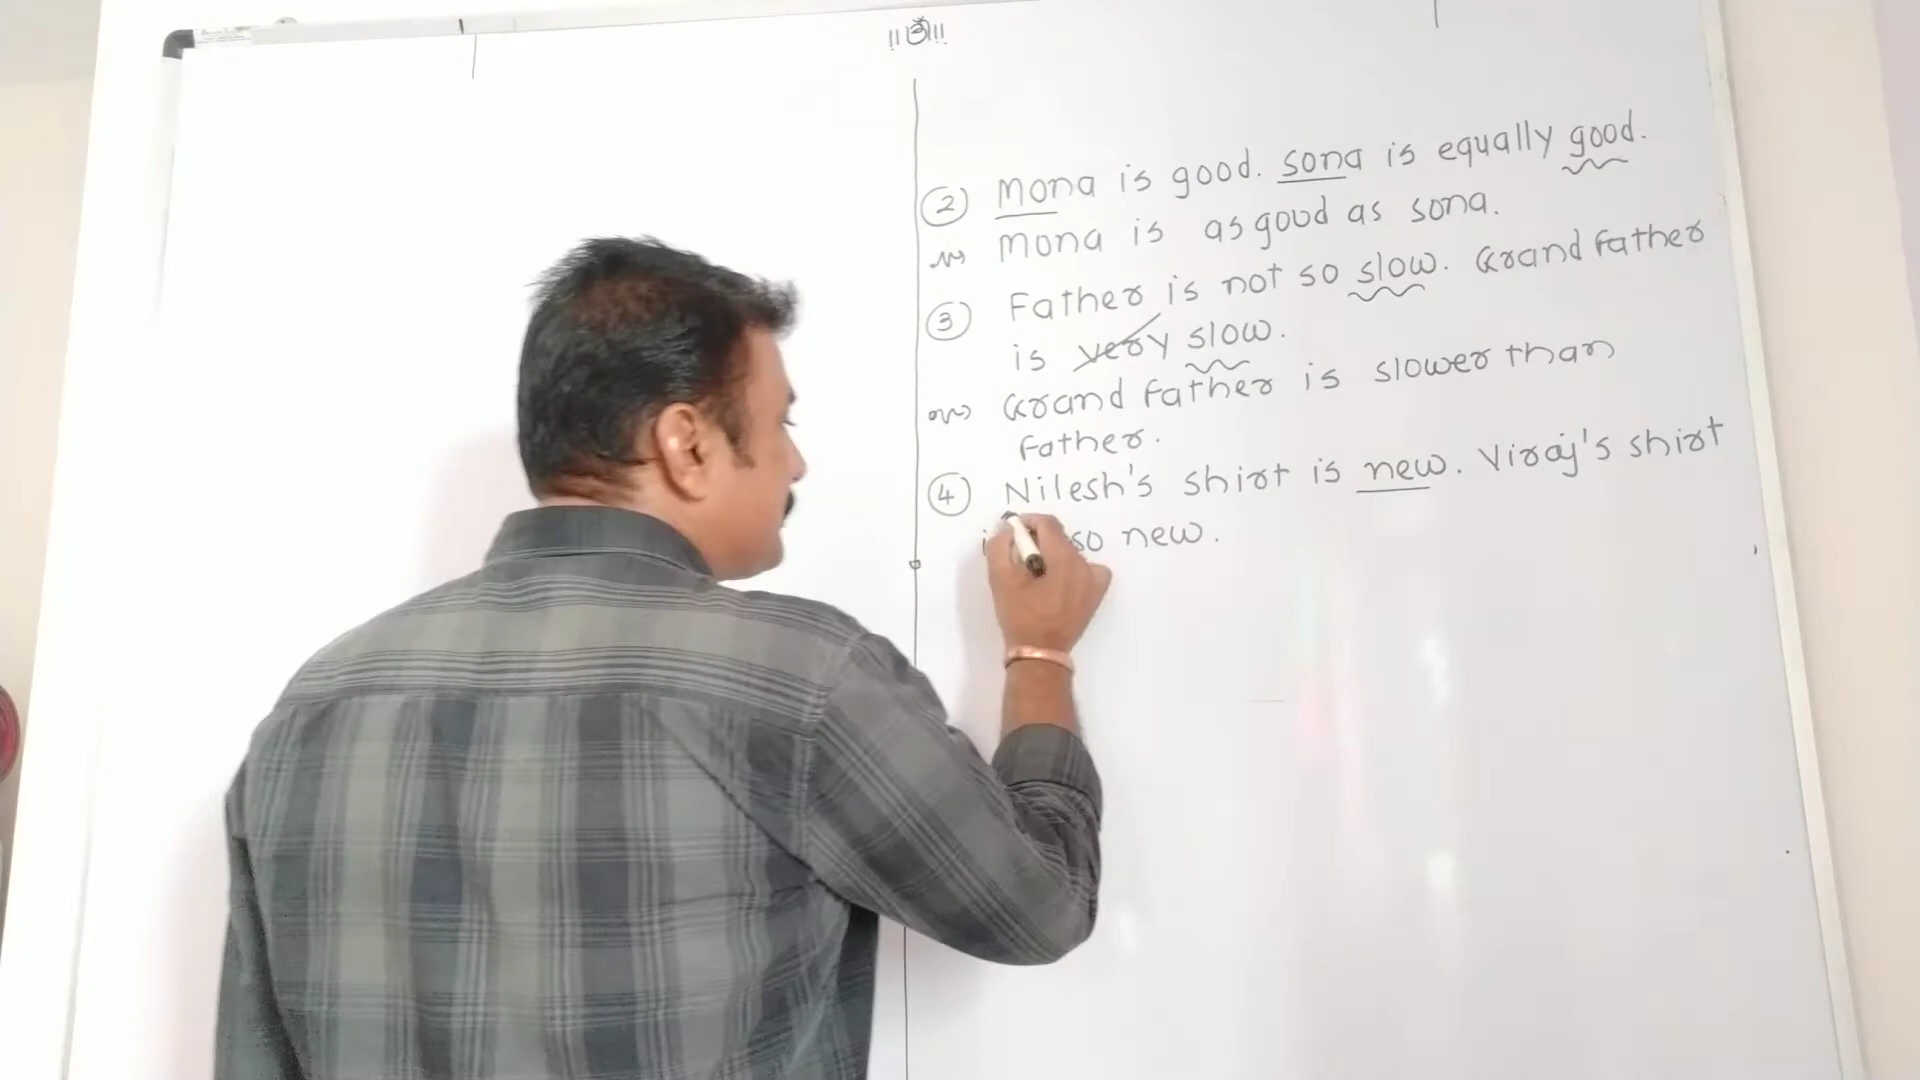 ॥ॐ॥
② Mona is good. sona is equally good.
Mona is as good as sona.
③ Father is not so slow. Grand father
is very slow.
Grand father is slower than
father.
④ Nilesh's shirt is new. Viraj's shirt
so new.